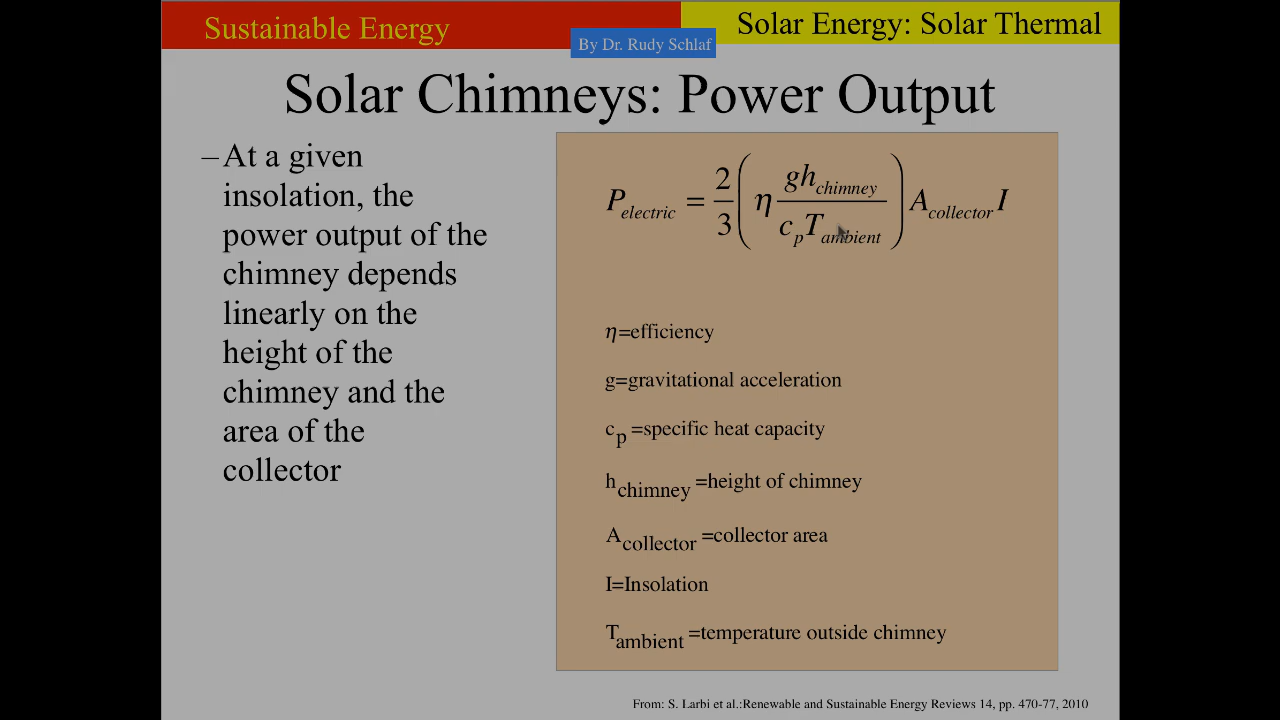 Sustainable Energy
Solar Energy: Solar Thermal
By Dr. Rudy Schlaf
Solar Chimneys: Power Output
–At a given
insolation, the
power output of the
chimney depends
linearly on the
height of the
chimney and the
area of the
collector
P_electric = 2/3 (η gh_chimney / c_p T_ambient) A_collector I
η=efficiency
g=gravitational acceleration
c_p =specific heat capacity
h_chimney =height of chimney
A_collector =collector area
I=Insolation
T_ambient =temperature outside chimney
From: S. Larbi et al.:Renewable and Sustainable Energy Reviews 14, pp. 470-77, 2010